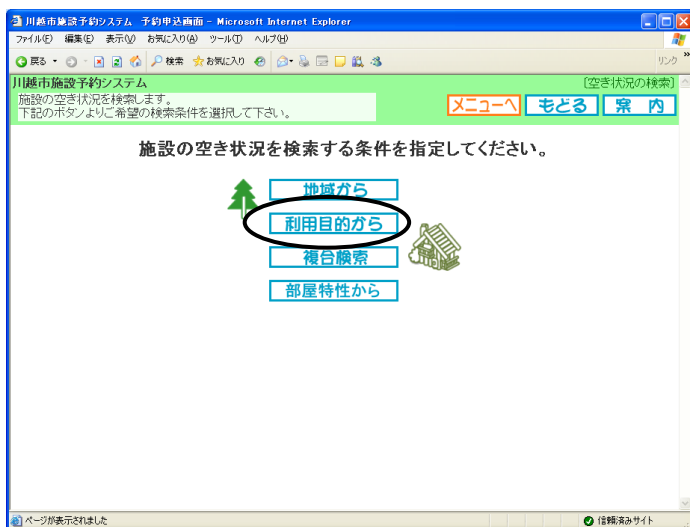 川越市施設予約システム 予約申込画面 - Microsoft Internet Explorer
ファイル(F) 編集(E) 表示(V) お気に入り(A) ツール(T) ヘルプ(H)
戻る 検索 お気に入り リンク »
川越市施設予約システム [空き状況の検索]
施設の空き状況を検索します。
下記のボタンよりご希望の検索条件を選択して下さい。
メニューへ もどる 案 内
施設の空き状況を検索する条件を指定してください。
地域から
利用目的から
複合検索
部屋特性から
ページが表示されました 信頼済みサイト